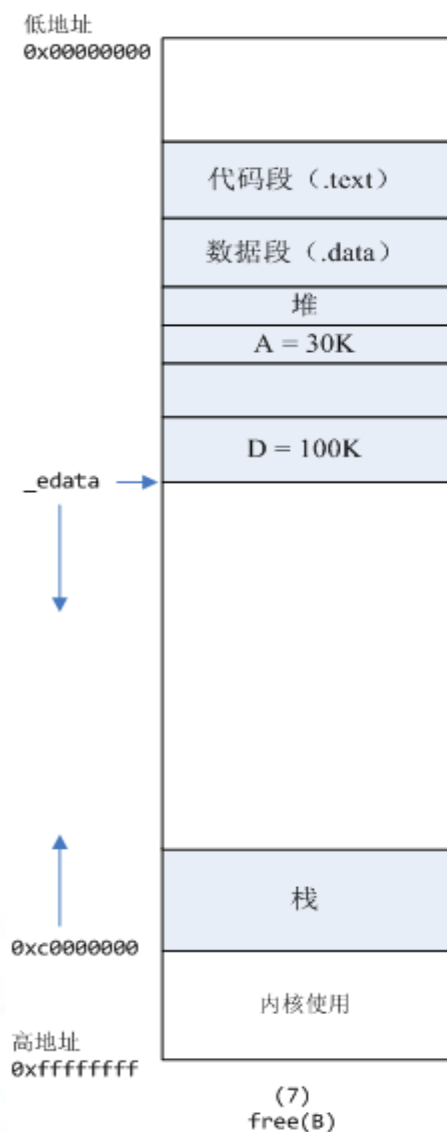 低地址
0x00000000
代码段（.text）
数据段（.data）
堆
A = 30K
D = 100K
_edata
栈
0xc0000000
内核使用
高地址
0xffffffff
(7)
free(B)